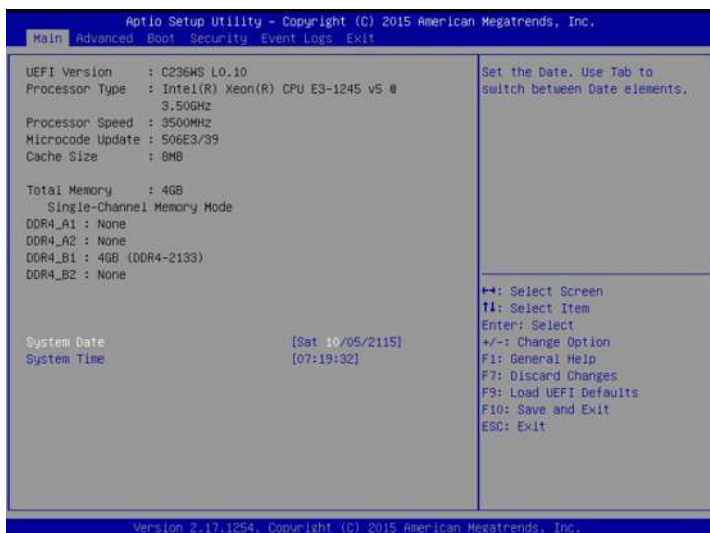 Aptio Setup Utility – Copyright (C) 2015 American Megatrends, Inc.
Main Advanced Boot Security Event Logs Exit
UEFI Version : C236WS L0.10
Processor Type : Intel(R) Xeon(R) CPU E3-1245 v5 @
3.50GHz
Processor Speed : 3500MHz
Microcode Update : 506E3/39
Cache Size : 8MB
Total Memory : 4GB
Single-Channel Memory Mode
DDR4_A1 : None
DDR4_A2 : None
DDR4_B1 : 4GB (DDR4-2133)
DDR4_B2 : None
System Date [Sat 10/05/2115]
System Time [07:19:32]
Set the Date. Use Tab to
switch between Date elements.
↔: Select Screen
↑↓: Select Item
Enter: Select
+/-: Change Option
F1: General Help
F7: Discard Changes
F9: Load UEFI Defaults
F10: Save and Exit
ESC: Exit
Version 2.17.1254. Copyright (C) 2015 American Megatrends, Inc.